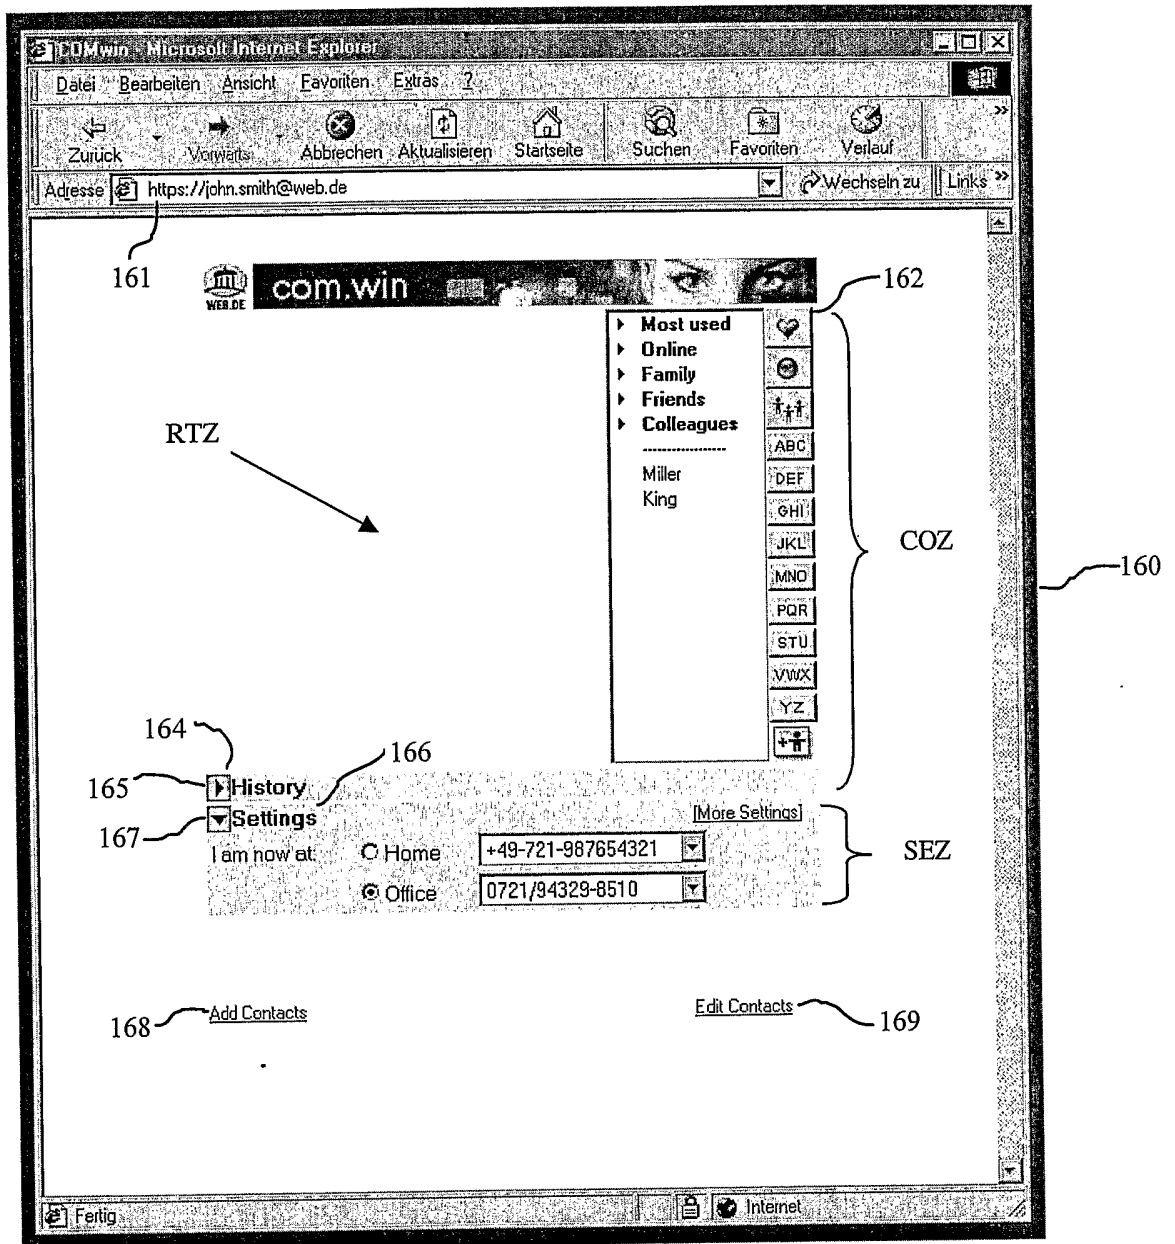 COMwin - Microsoft Internet Explorer
Datei Bearbeiten Ansicht Favoriten Extras ?
Zurück Vorwärts Abbrechen Aktualisieren Startseite Suchen Favoriten Verlauf »
Adresse https://john.smith@web.de Wechseln zu Links »
161
WEB.DE com.win
162
Most used
Online
Family
Friends
Colleagues
------------------
Miller
King
ABC
DEF
GHI
JKL
MNO
PQR
STU
VWX
YZ
+
RTZ
COZ
160
164
166
165 History
167 Settings [More Settings]
I am now at: Home +49-721-987654321
Office 0721/94329-8510
SEZ
168 Add Contacts Edit Contacts 169
Fertig Internet